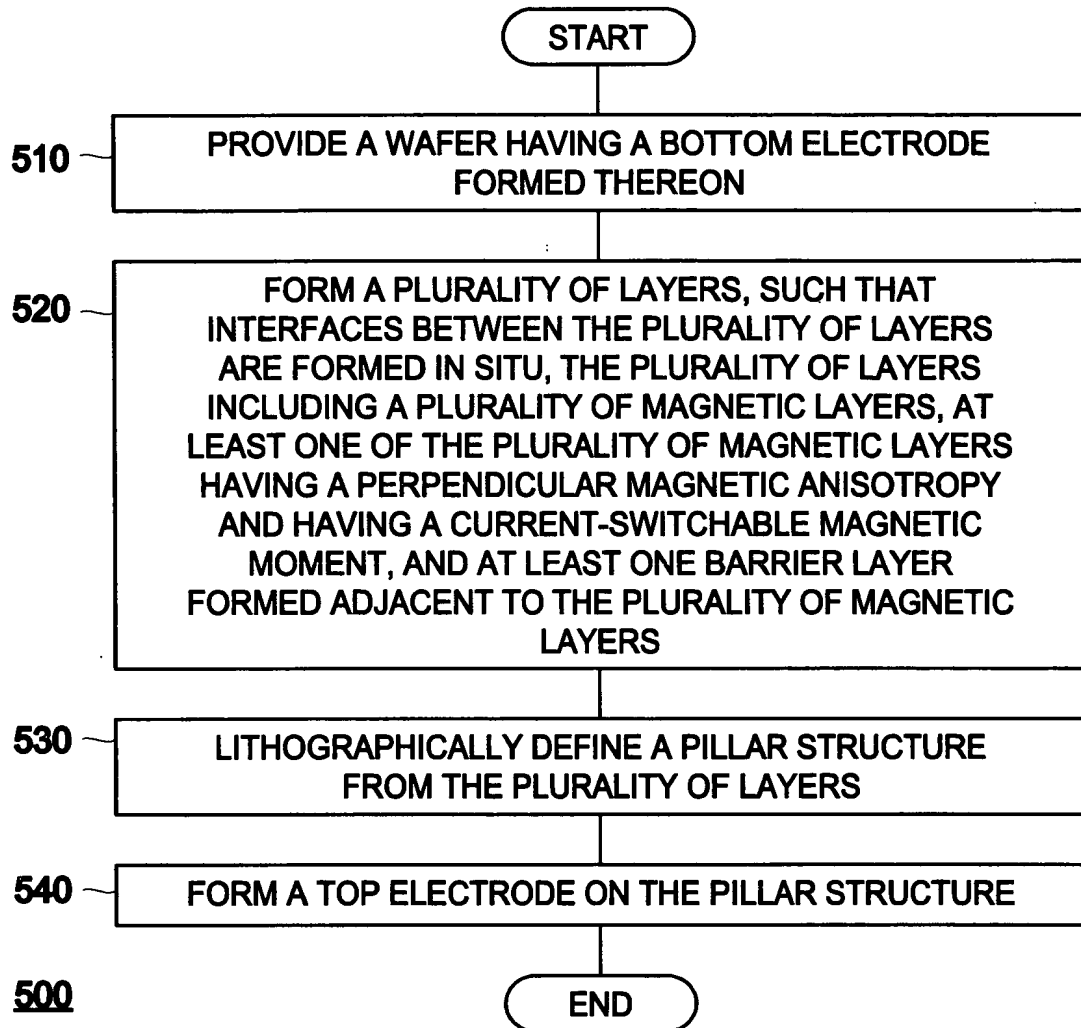 START
510
PROVIDE A WAFER HAVING A BOTTOM ELECTRODE
FORMED THEREON
520
FORM A PLURALITY OF LAYERS, SUCH THAT
INTERFACES BETWEEN THE PLURALITY OF LAYERS
ARE FORMED IN SITU, THE PLURALITY OF LAYERS
INCLUDING A PLURALITY OF MAGNETIC LAYERS, AT
LEAST ONE OF THE PLURALITY OF MAGNETIC LAYERS
HAVING A PERPENDICULAR MAGNETIC ANISOTROPY
AND HAVING A CURRENT-SWITCHABLE MAGNETIC
MOMENT, AND AT LEAST ONE BARRIER LAYER
FORMED ADJACENT TO THE PLURALITY OF MAGNETIC
LAYERS
530
LITHOGRAPHICALLY DEFINE A PILLAR STRUCTURE
FROM THE PLURALITY OF LAYERS
540
FORM A TOP ELECTRODE ON THE PILLAR STRUCTURE
500
END